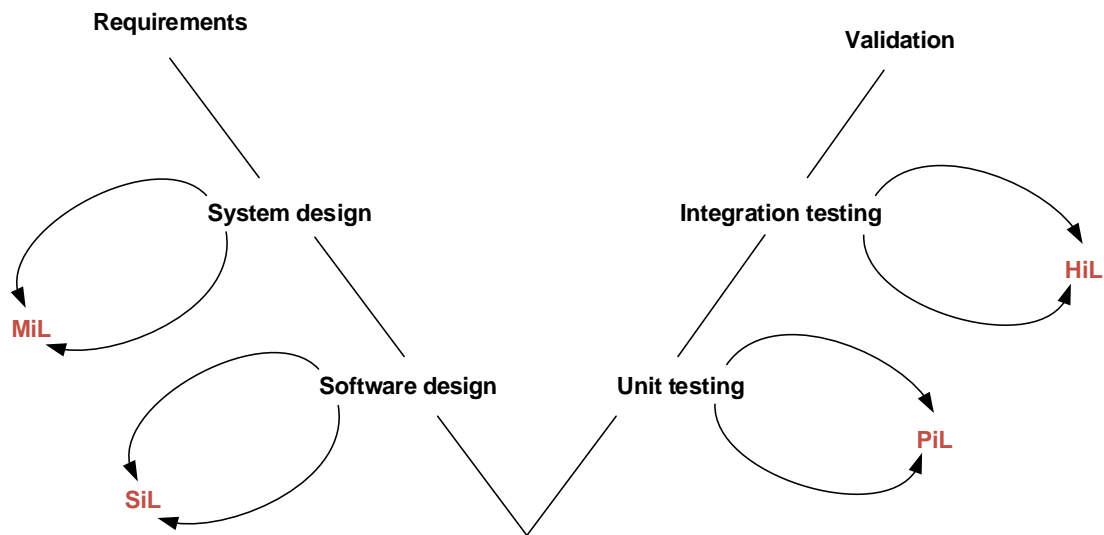 Requirements
Validation
System design
Integration testing
HiL
MiL
Software design
Unit testing
PiL
SiL